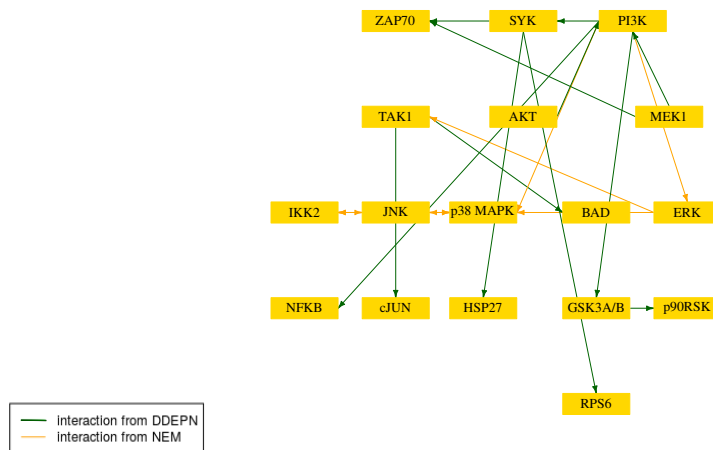 ZAP70 SYK PI3K
TAK1 AKT MEK1
IKK2 JNK p38 MAPK BAD ERK
NFKB cJUN HSP27 GSK3A/B p90RSK
RPS6
interaction from DDEPN
interaction from NEM